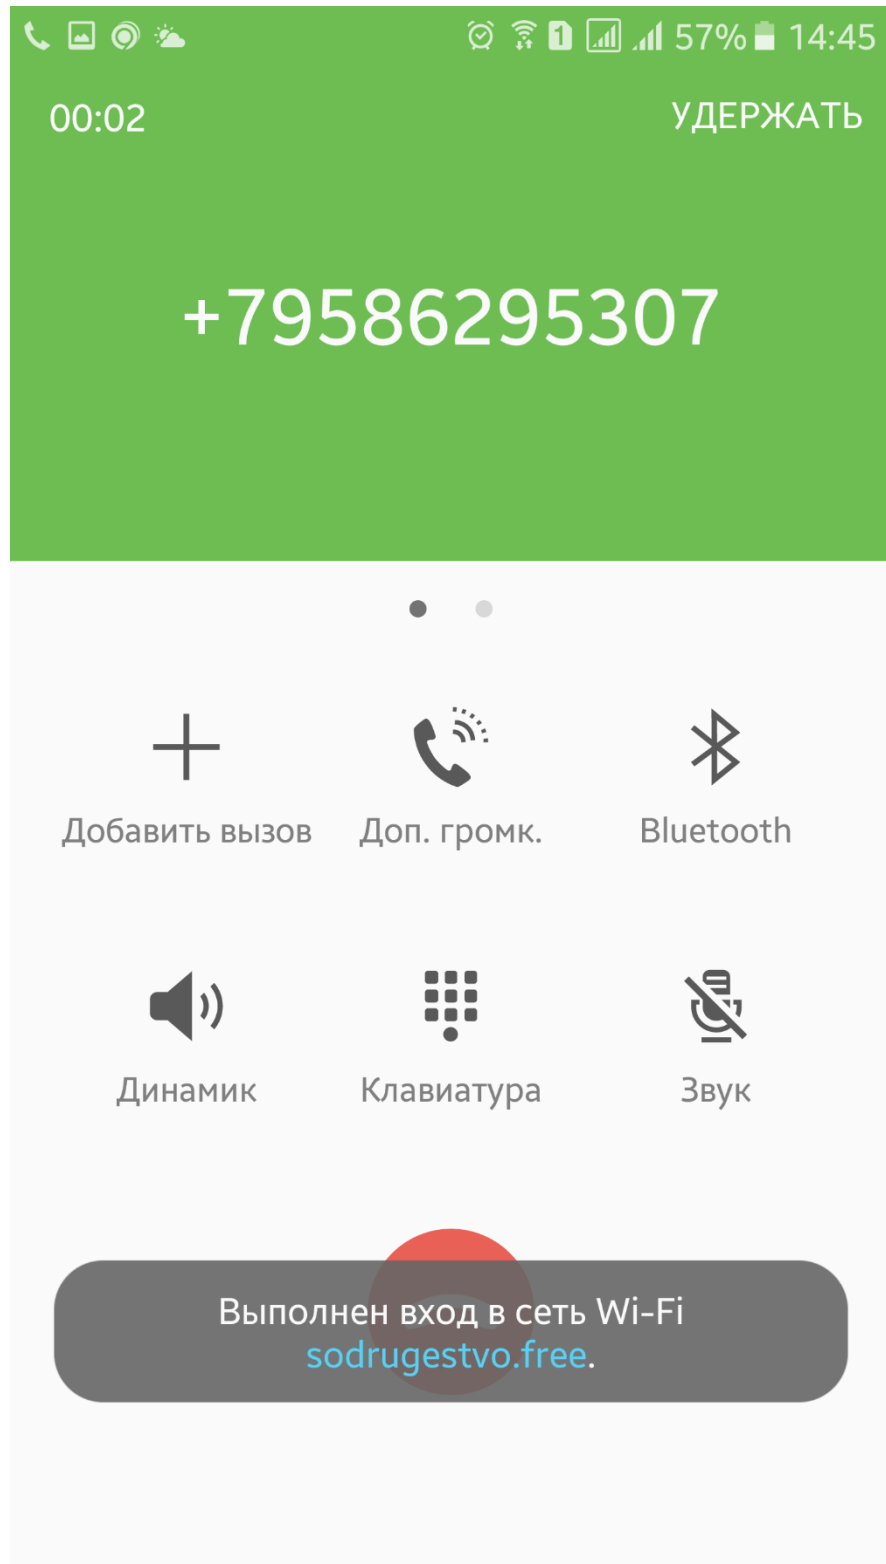 1 57% 14:45
00:02 УДЕРЖАТЬ
+79586295307
Добавить вызов Доп. громк. Bluetooth
Динамик Клавиатура Звук
Выполнен вход в сеть Wi-Fi
sodrugestvo.free.